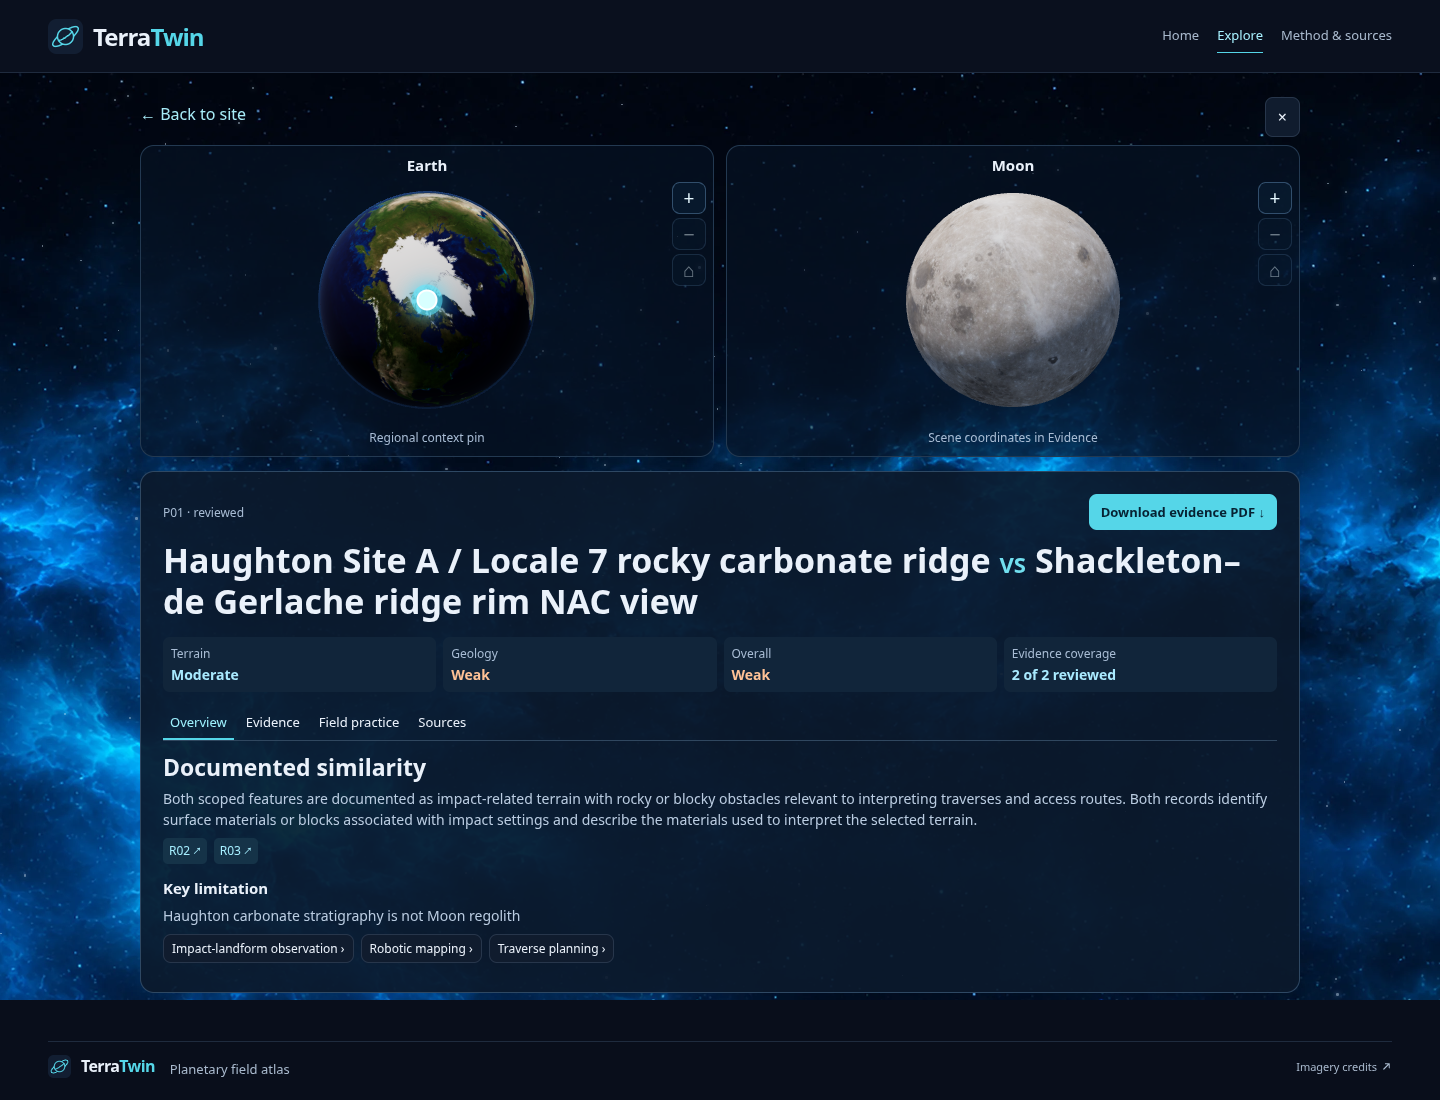 TerraTwin
Home
Explore
Method & sources
← Back to site
×
Earth
+
−
⌂
Regional context pin
Moon
+
−
⌂
Scene coordinates in Evidence
P01 · reviewed
Download evidence PDF ↓
Haughton Site A / Locale 7 rocky carbonate ridge vs Shackleton–
de Gerlache ridge rim NAC view
Terrain
Moderate
Geology
Weak
Overall
Weak
Evidence coverage
2 of 2 reviewed
Overview
Evidence
Field practice
Sources
Documented similarity
Both scoped features are documented as impact-related terrain with rocky or blocky obstacles relevant to interpreting traverses and access routes. Both records identify
surface materials or blocks associated with impact settings and describe the materials used to interpret the selected terrain.
R02 ↗
R03 ↗
Key limitation
Haughton carbonate stratigraphy is not Moon regolith
Impact-landform observation ›
Robotic mapping ›
Traverse planning ›
TerraTwin
Planetary field atlas
Imagery credits ↗